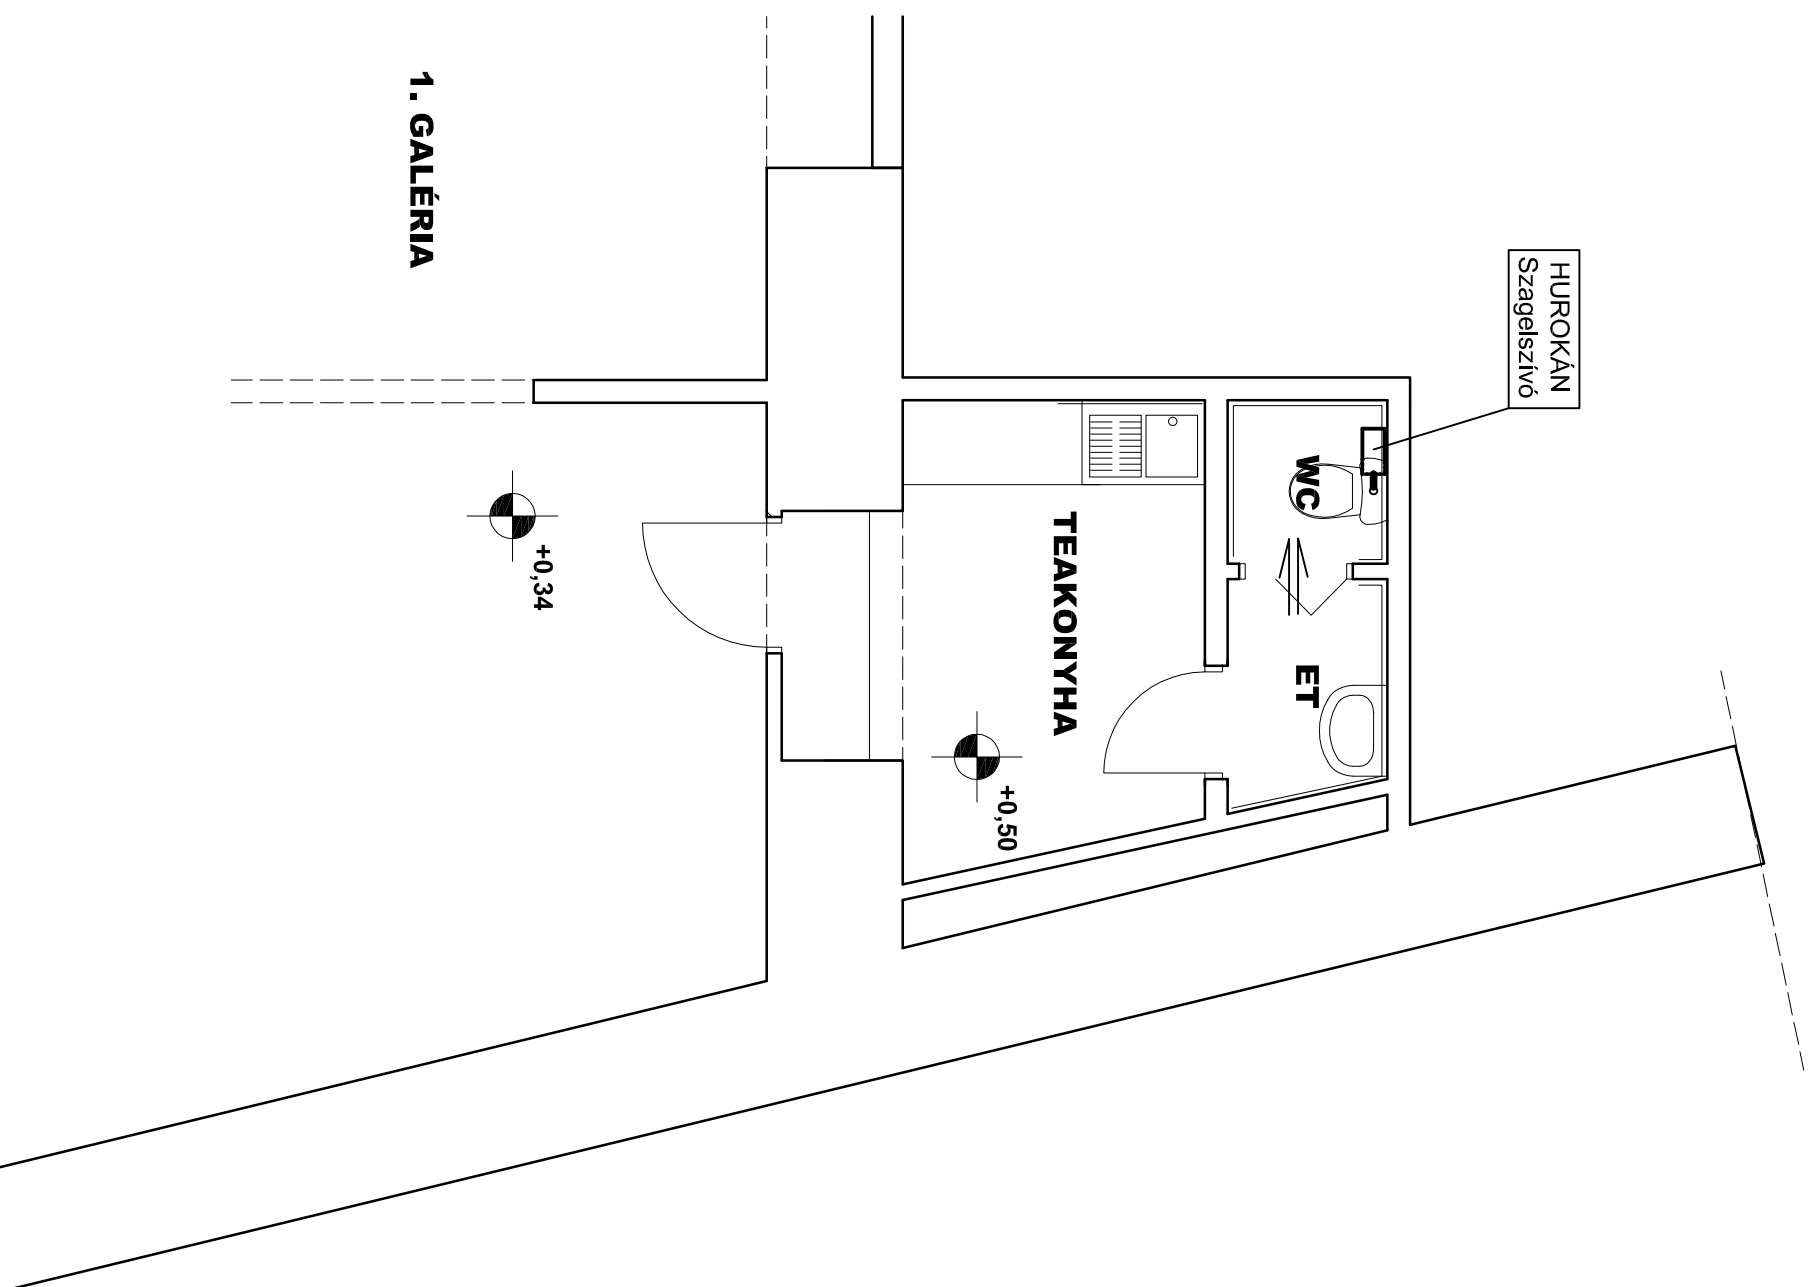 HUROKÁN
Szagelszívó
WC
ET
TEAKONYHA
+0,50
1. GALÉRIA
+0,34